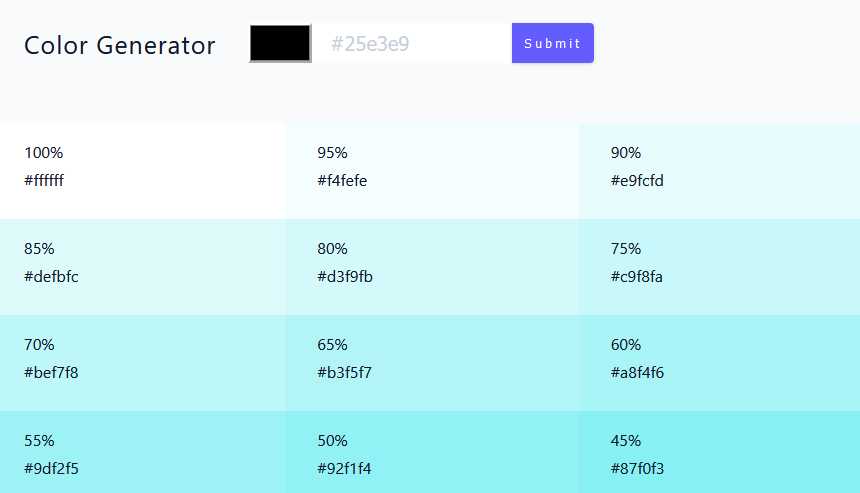 Color Generator
#25e3e9
Submit
100%
#ffffff
95%
#f4fefe
90%
#e9fcfd
85%
#defbfc
80%
#d3f9fb
75%
#c9f8fa
70%
#bef7f8
65%
#b3f5f7
60%
#a8f4f6
55%
#9df2f5
50%
#92f1f4
45%
#87f0f3